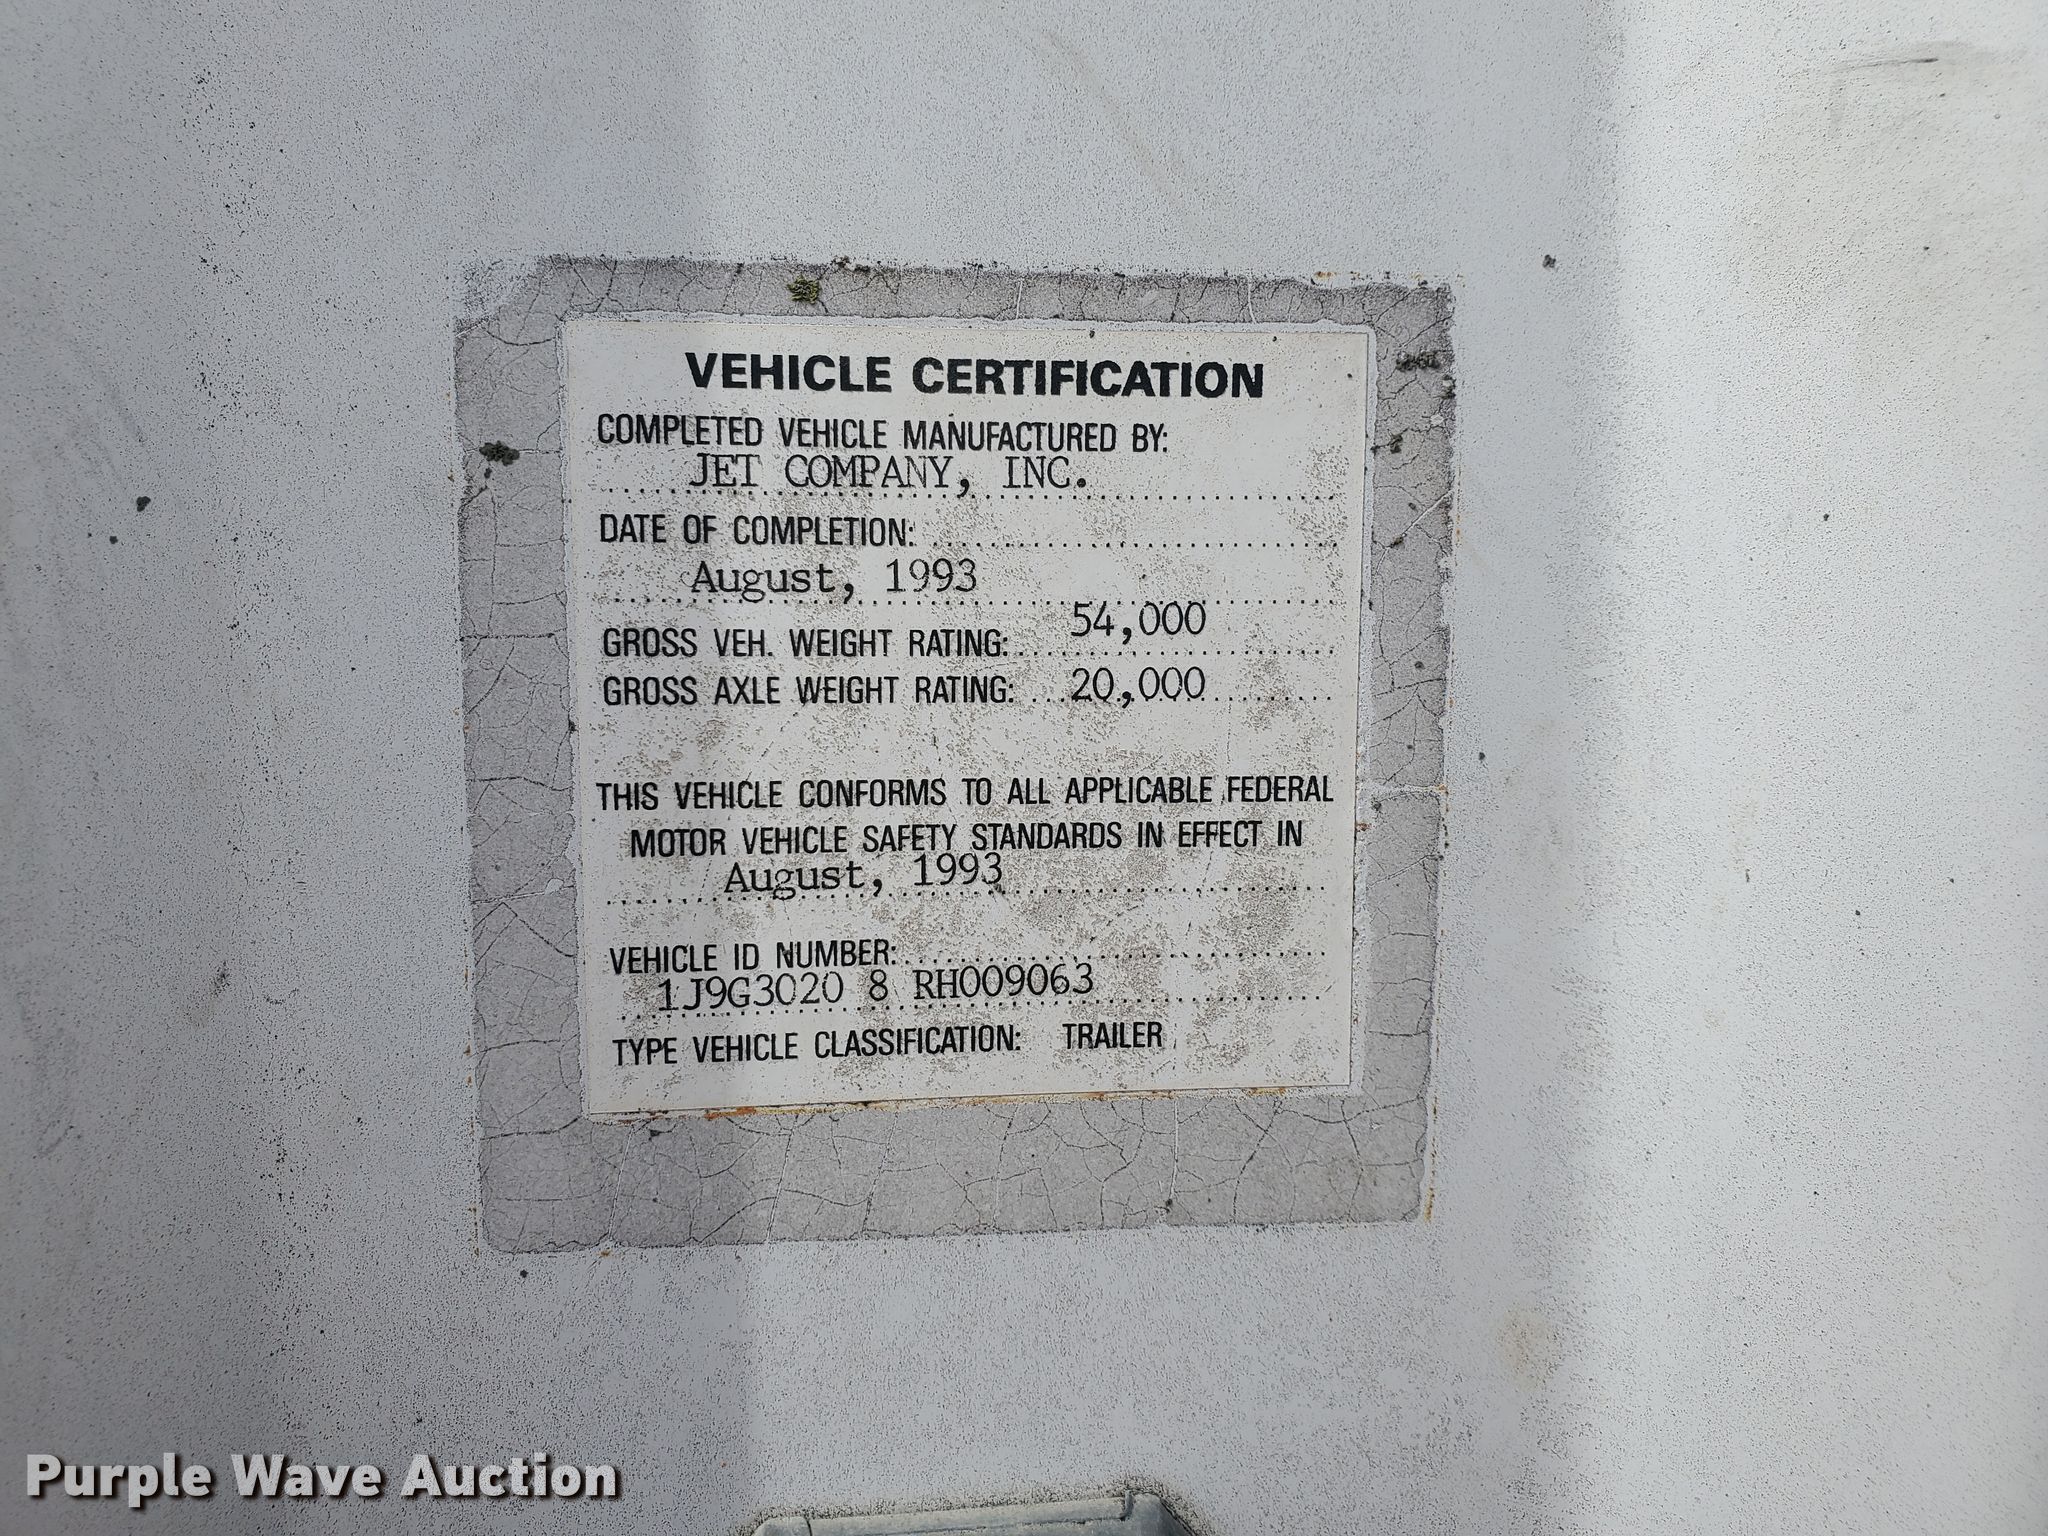 VEHICLE CERTIFICATION
COMPLETED VEHICLE MANUFACTURED BY:
JET COMPANY, INC.
DATE OF COMPLETION:
August, 1993
GROSS VEH. WEIGHT RATING: 54,000
GROSS AXLE WEIGHT RATING: 20,000
THIS VEHICLE CONFORMS TO ALL APPLICABLE FEDERAL
MOTOR VEHICLE SAFETY STANDARDS IN EFFECT IN
August, 1993
VEHICLE ID NUMBER:
1J9G3020 8 RH009063
TYPE VEHICLE CLASSIFICATION: TRAILER
Purple Wave Auction